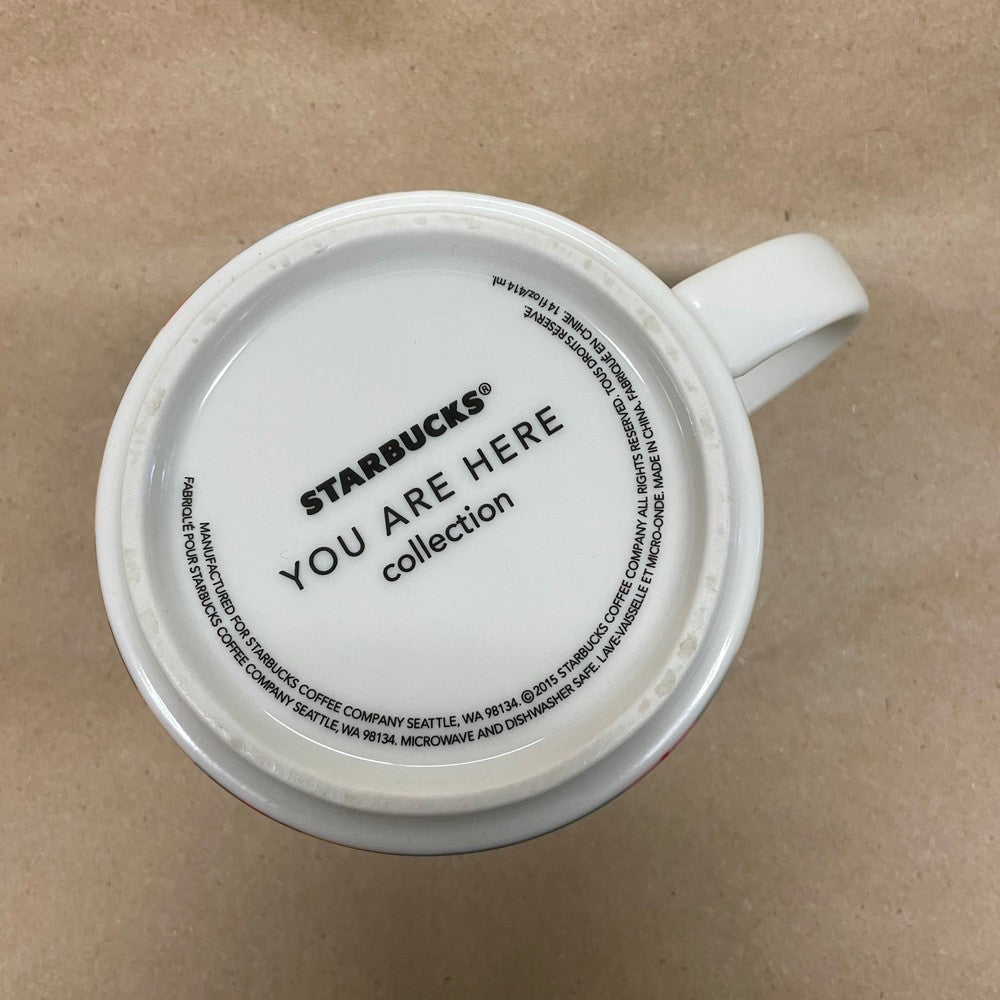 STARBUCKS®
YOU ARE HERE
collection
MANUFACTURED FOR STARBUCKS COFFEE COMPANY SEATTLE, WA 98134. ©2015 STARBUCKS COFFEE COMPANY ALL RIGHTS RESERVED. TOUS DROITS RÉSERVÉ.
FABRIQUÉ POUR STARBUCKS COFFEE COMPANY SEATTLE, WA 98134. MICROWAVE AND DISHWASHER SAFE. LAVE-VAISSELLE ET MICRO-ONDE. MADE IN CHINA. FABRIQUÉ EN CHINE. 14 fl oz/414 ml.